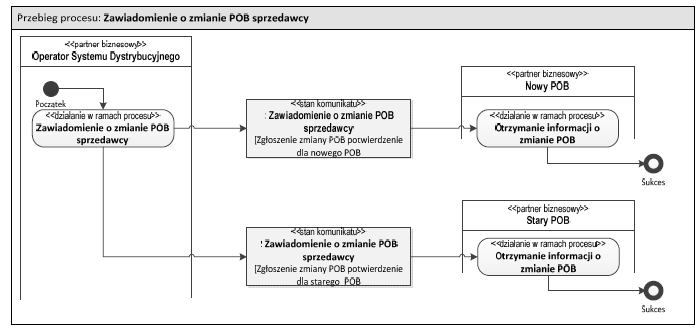 Przebieg procesu: Zawiadomienie o zmianie POB sprzedawcy
<<partner biznesowy>>
Operator Systemu Dystrybucyjnego
Początek
<<działanie w ramach procesu>>
Zawiadomienie o zmianie POB
sprzedawcy
<<stan komunikatu>>
: Zawiadomienie o zmianie POB
sprzedawcy
[Zgłoszenie zmiany POB potwierdzenie
dla nowego POB
<<partner biznesowy>>
Nowy POB
<<działanie w ramach procesu>>
Otrzymanie informacji o
zmianie POB
Sukces
<<stan komunikatu>>
: Zawiadomienie o zmianie POB
sprzedawcy
[Zgłoszenie zmiany POB potwierdzenie
dla starego POB
<<partner biznesowy>>
Stary POB
<<działanie w ramach procesu>>
Otrzymanie informacji o
zmianie POB
Sukces